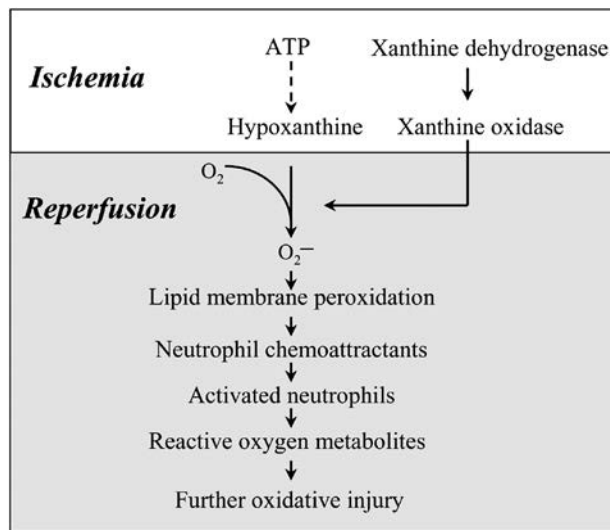 ATP Xanthine dehydrogenase
Ischemia
Hypoxanthine Xanthine oxidase
O₂
Reperfusion
O₂—
Lipid membrane peroxidation
Neutrophil chemoattractants
Activated neutrophils
Reactive oxygen metabolites
Further oxidative injury